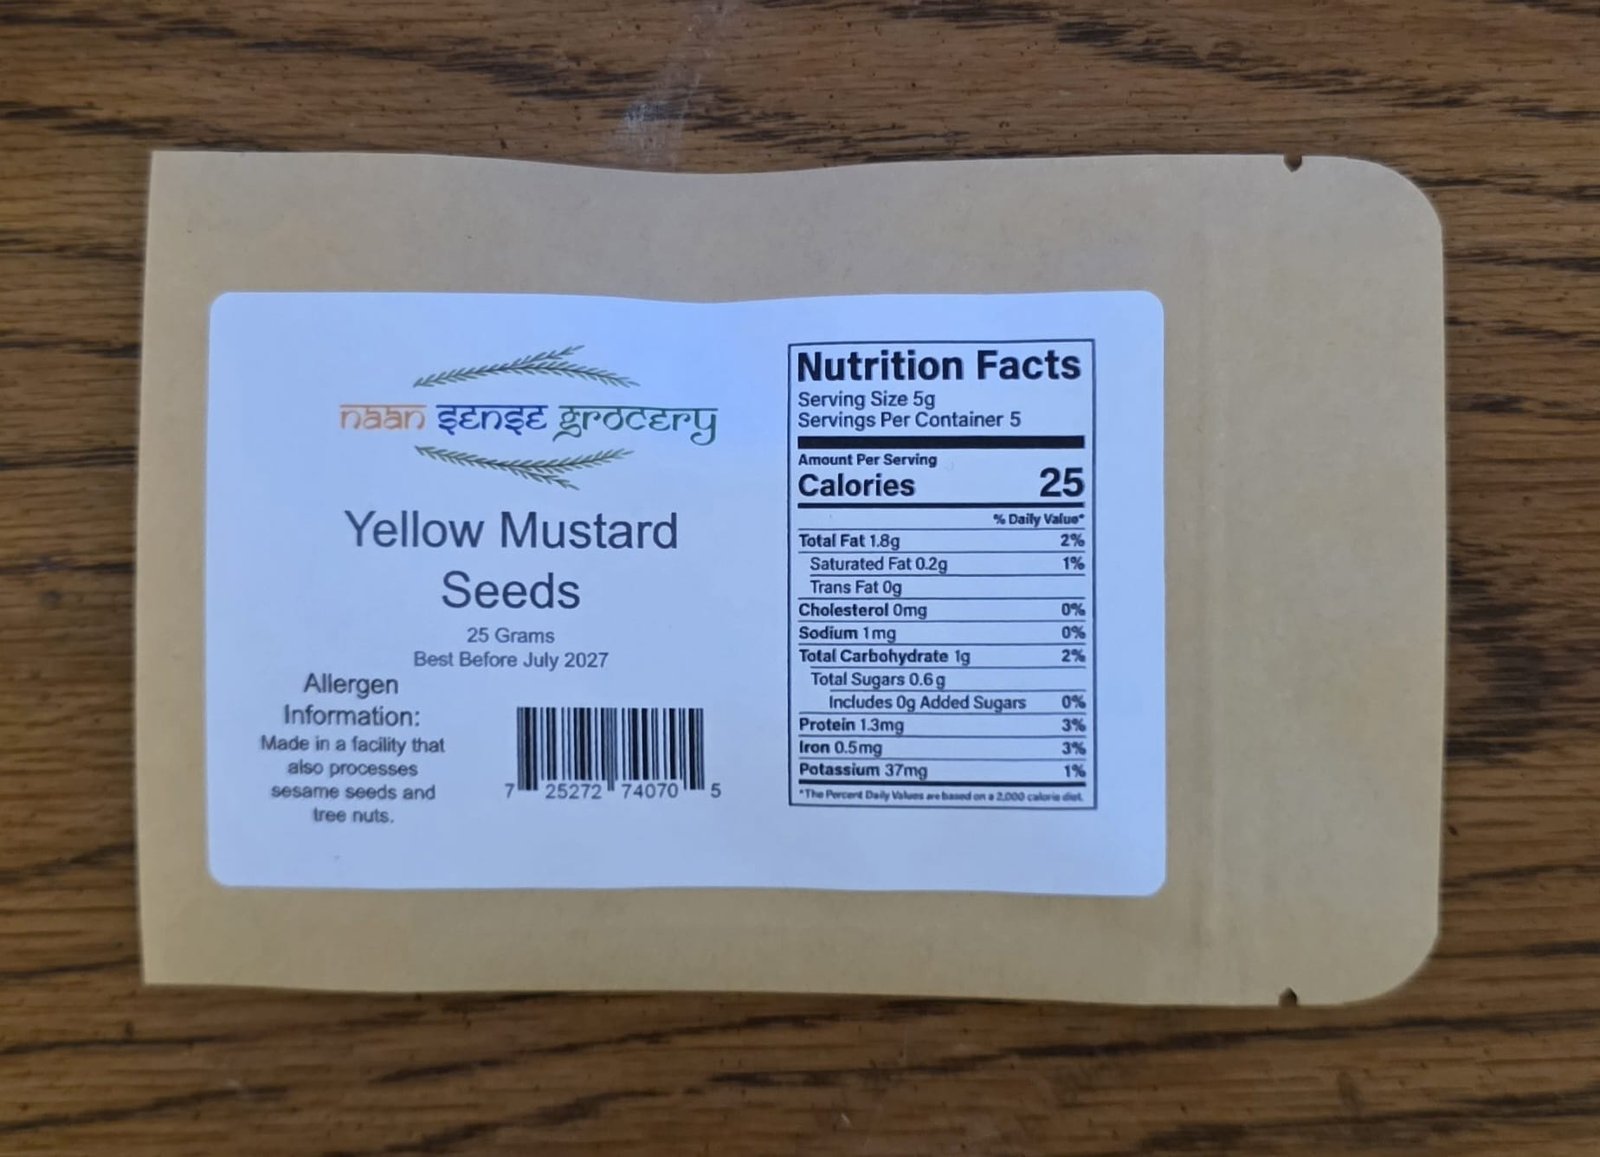 naan sense grocery
Yellow Mustard
Seeds
25 Grams
Best Before July 2027
Allergen
Information:
Made in a facility that
also processes
sesame seeds and
tree nuts.
7 25272 74070 5
Nutrition Facts
Serving Size 5g
Servings Per Container 5
Amount Per Serving
Calories 25
% Daily Value*
Total Fat 1.8g 2%
Saturated Fat 0.2g 1%
Trans Fat 0g
Cholesterol 0mg 0%
Sodium 1mg 0%
Total Carbohydrate 1g 2%
Total Sugars 0.6g
Includes 0g Added Sugars 0%
Protein 1.3mg 3%
Iron 0.5mg 3%
Potassium 37mg 1%
*The Percent Daily Values are based on a 2,000 calorie diet.